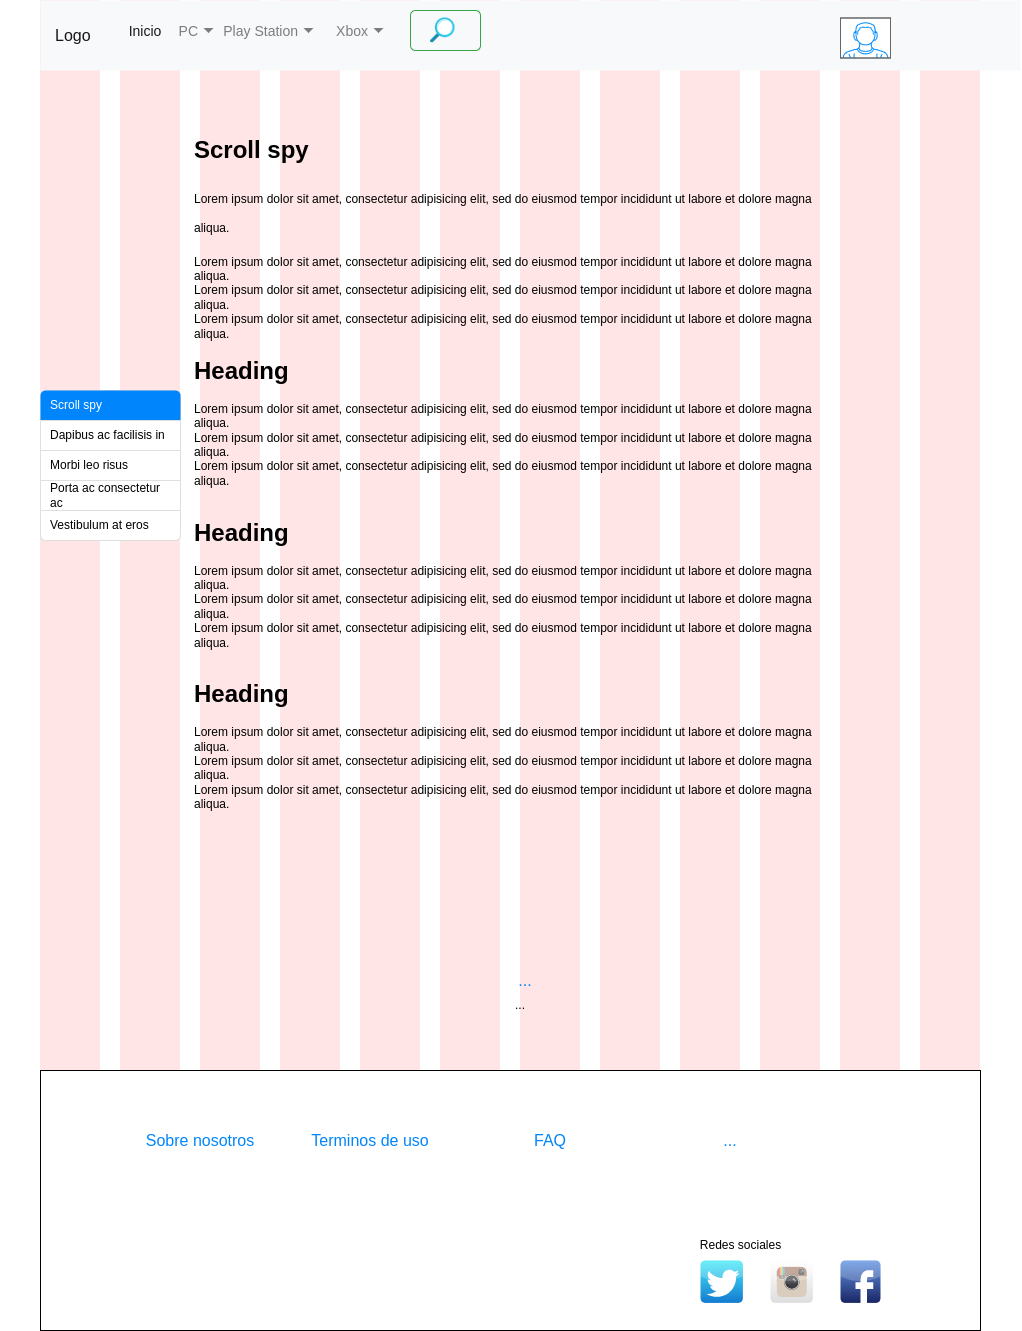 Logo
Inicio PC Play Station Xbox
Scroll spy
Lorem ipsum dolor sit amet, consectetur adipisicing elit, sed do eiusmod tempor incididunt ut labore et dolore magna
aliqua.
Lorem ipsum dolor sit amet, consectetur adipisicing elit, sed do eiusmod tempor incididunt ut labore et dolore magna
aliqua.
Lorem ipsum dolor sit amet, consectetur adipisicing elit, sed do eiusmod tempor incididunt ut labore et dolore magna
aliqua.
Lorem ipsum dolor sit amet, consectetur adipisicing elit, sed do eiusmod tempor incididunt ut labore et dolore magna
aliqua.
Heading
Lorem ipsum dolor sit amet, consectetur adipisicing elit, sed do eiusmod tempor incididunt ut labore et dolore magna
aliqua.
Lorem ipsum dolor sit amet, consectetur adipisicing elit, sed do eiusmod tempor incididunt ut labore et dolore magna
aliqua.
Lorem ipsum dolor sit amet, consectetur adipisicing elit, sed do eiusmod tempor incididunt ut labore et dolore magna
aliqua.
Scroll spy
Dapibus ac facilisis in
Morbi leo risus
Porta ac consectetur
ac
Vestibulum at eros
Heading
Lorem ipsum dolor sit amet, consectetur adipisicing elit, sed do eiusmod tempor incididunt ut labore et dolore magna
aliqua.
Lorem ipsum dolor sit amet, consectetur adipisicing elit, sed do eiusmod tempor incididunt ut labore et dolore magna
aliqua.
Lorem ipsum dolor sit amet, consectetur adipisicing elit, sed do eiusmod tempor incididunt ut labore et dolore magna
aliqua.
Heading
Lorem ipsum dolor sit amet, consectetur adipisicing elit, sed do eiusmod tempor incididunt ut labore et dolore magna
aliqua.
Lorem ipsum dolor sit amet, consectetur adipisicing elit, sed do eiusmod tempor incididunt ut labore et dolore magna
aliqua.
Lorem ipsum dolor sit amet, consectetur adipisicing elit, sed do eiusmod tempor incididunt ut labore et dolore magna
aliqua.
...
...
Sobre nosotros Terminos de uso FAQ ...
Redes sociales